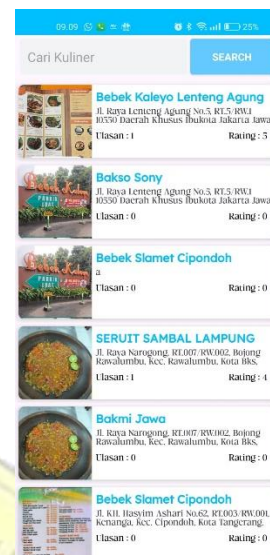 09.09
25%
Cari Kuliner
SEARCH
Bebek Kaleyo Lenteng Agung
Jl. Raya Lenteng Agung No.5, RT.5/RW.1
10350 Daerah Khusus Ibukota Jakarta Jawa
Ulasan : 1 Rating : 5
Bakso Sony
Jl. Raya Lenteng Agung No.5, RT.5/RW.1
10350 Daerah Khusus Ibukota Jakarta Jawa
Ulasan : 0 Rating : 0
Bebek Slamet Cipondoh
a
Ulasan : 0 Rating : 0
SERUIT SAMBAL LAMPUNG
Jl. Raya Narogong, RT.007/RW.002, Bojong
Rawalumbu, Kec. Rawalumbu, Kota Bks,
Ulasan : 1 Rating : 4
Bakmi Jawa
Jl. Raya Narogong, RT.007/RW.002, Bojong
Rawalumbu, Kec. Rawalumbu, Kota Bks,
Ulasan : 0 Rating : 0
Bebek Slamet Cipondoh
Jl. KH. Hasyim Ashari No.62, RT.003/RW.001,
Kenanga, Kec. Cipondoh, Kota Tangerang,
Ulasan : 0 Rating : 0